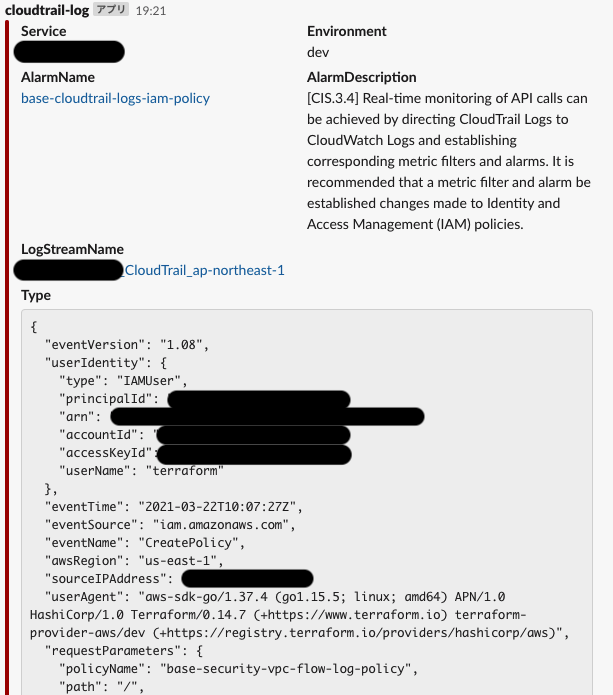 cloudtrail-log アプリ 19:21
Service
Environment
dev
AlarmName
base-cloudtrail-logs-iam-policy
AlarmDescription
[CIS.3.4] Real-time monitoring of API calls can
be achieved by directing CloudTrail Logs to
CloudWatch Logs and establishing
corresponding metric filters and alarms. It is
recommended that a metric filter and alarm be
established changes made to Identity and
Access Management (IAM) policies.
LogStreamName
_CloudTrail_ap-northeast-1
Type
{
"eventVersion": "1.08",
"userIdentity": {
"type": "IAMUser",
"principalId":
"arn":
"accountId": "
"accessKeyId":
"userName": "terraform"
},
"eventTime": "2021-03-22T10:07:27Z",
"eventSource": "iam.amazonaws.com",
"eventName": "CreatePolicy",
"awsRegion": "us-east-1",
"sourceIPAddress":
"userAgent": "aws-sdk-go/1.37.4 (go1.15.5; linux; amd64) APN/1.0
HashiCorp/1.0 Terraform/0.14.7 (+https://www.terraform.io) terraform-
provider-aws/dev (+https://registry.terraform.io/providers/hashicorp/aws)",
"requestParameters": {
"policyName": "base-security-vpc-flow-log-policy",
"path": "/",